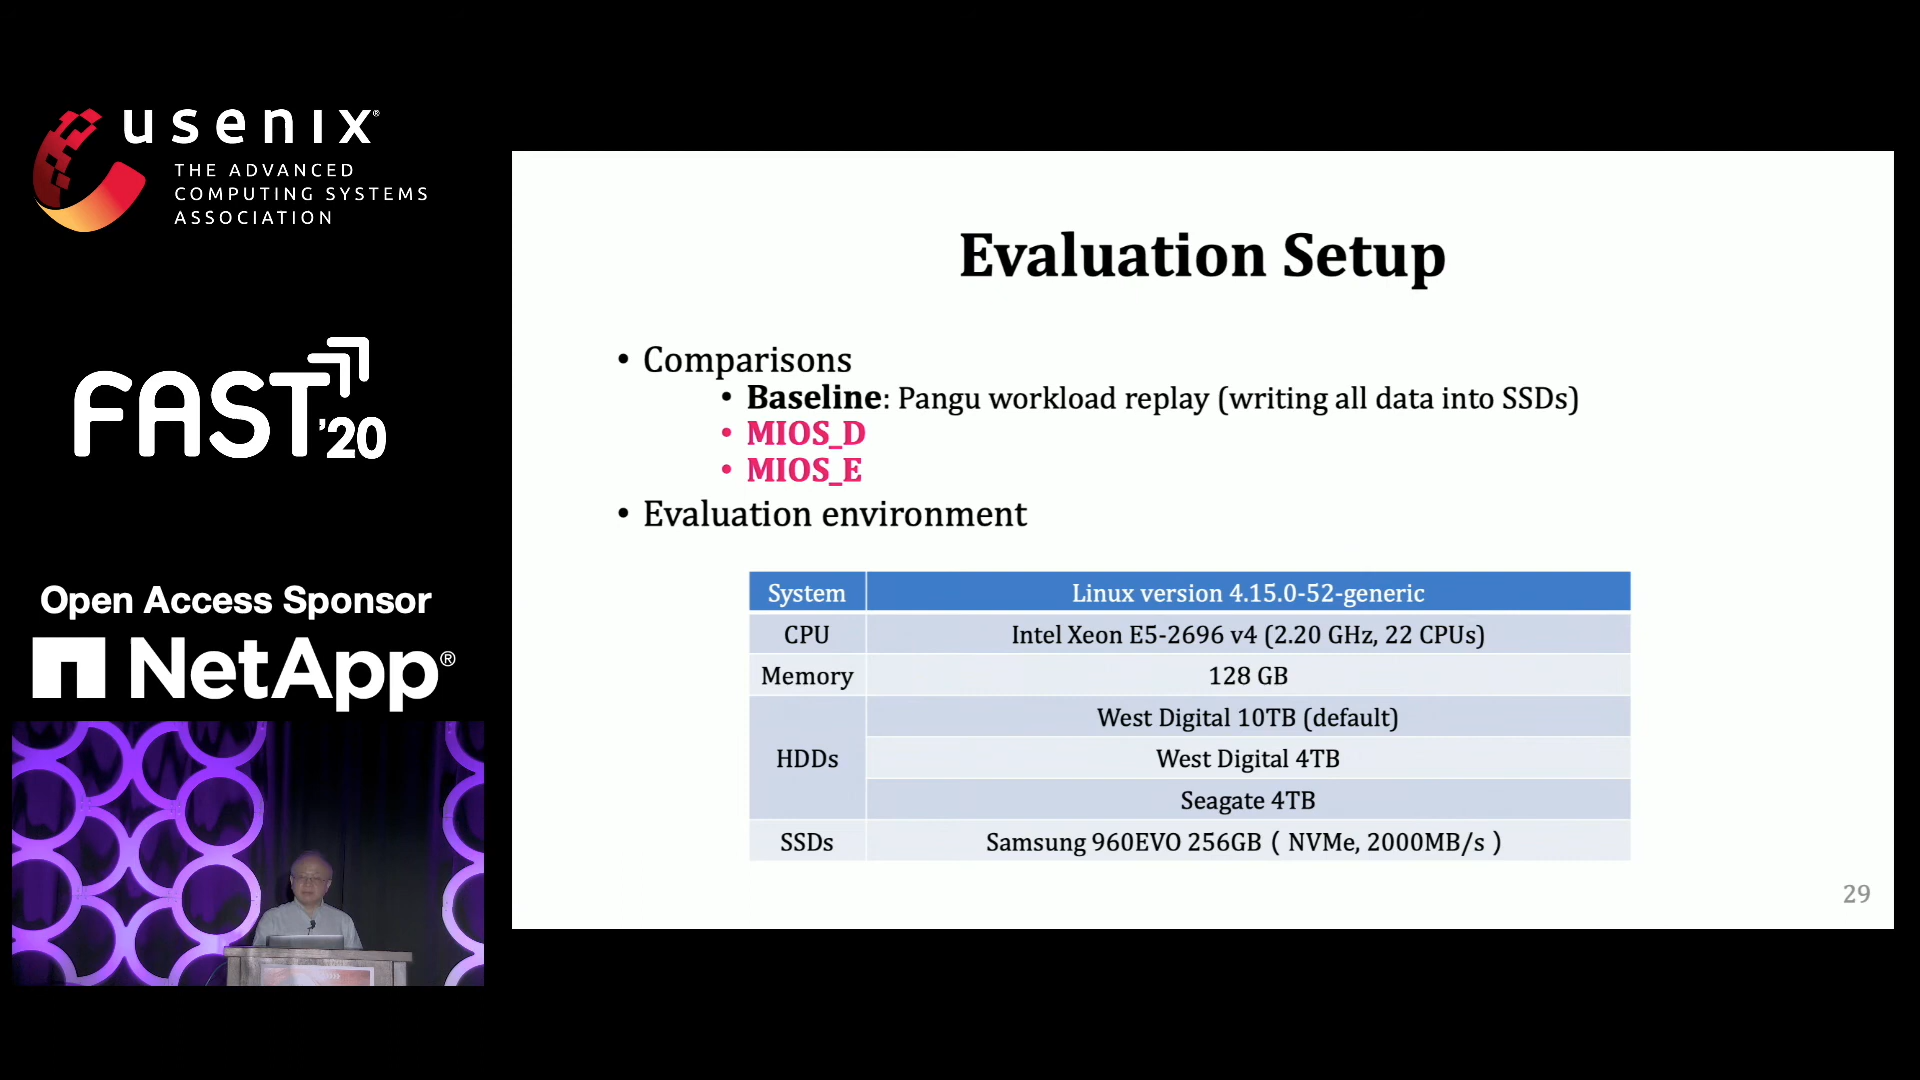 usenix®
THE ADVANCED
COMPUTING SYSTEMS
ASSOCIATION
FAST'20
Open Access Sponsor
NetApp®
Evaluation Setup
• Comparisons
• Baseline: Pangu workload replay (writing all data into SSDs)
• MIOS_D
• MIOS_E
• Evaluation environment
System Linux version 4.15.0-52-generic
CPU Intel Xeon E5-2696 v4 (2.20 GHz, 22 CPUs)
Memory 128 GB
HDDs
West Digital 10TB (default)
West Digital 4TB
Seagate 4TB
SSDs Samsung 960EVO 256GB ( NVMe, 2000MB/s )
29